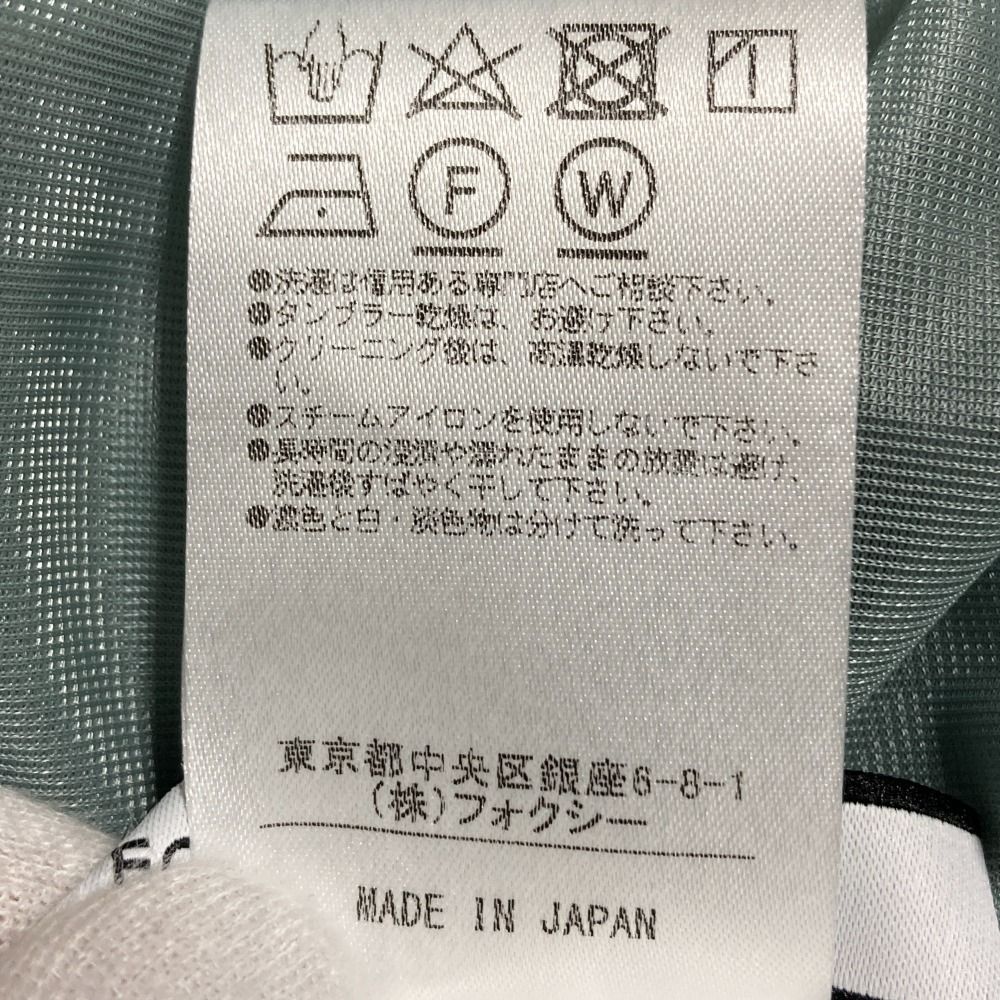 F
W
●洗濯は信用ある専門店へご相談下さい。
●タンブラー乾燥は、お避け下さい。
●クリーニング後は、高温乾燥しないで下さ
い。
●スチームアイロンを使用しないで下さい。
●長時間の浸漬や濡れたままの放置は避け、
洗濯後すばやく干して下さい。
●濃色と白・淡色物は分けて洗って下さい。
東京都中央区銀座6-8-1
(株)フォクシー
MADE IN JAPAN